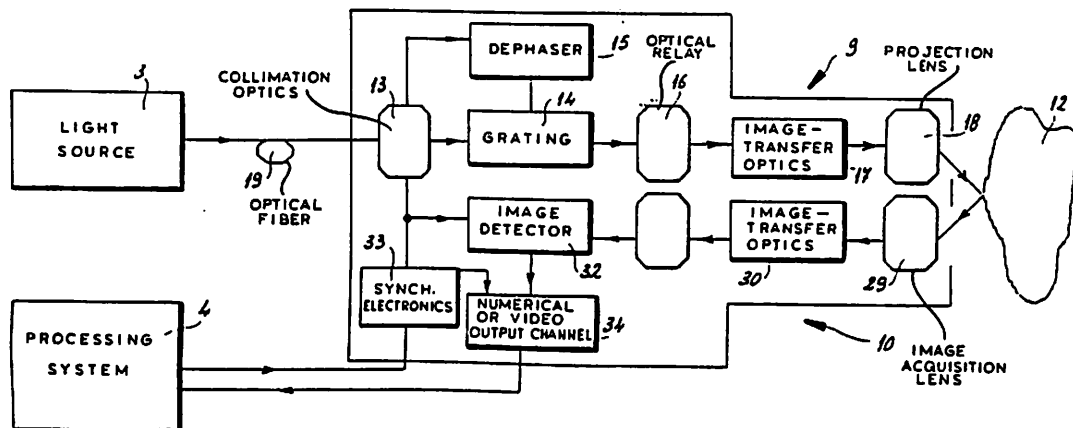 3
LIGHT
SOURCE
COLLIMATION
OPTICS
19
OPTICAL
FIBER
13
DEPHASER
15
14
GRATING
OPTICAL
RELAY
16
9
IMAGE-
TRANSFER
OPTICS
17
PROJECTION
LENS
18
12
IMAGE
DETECTOR
32
IMAGE-
TRANSFER
OPTICS
30
29
33
SYNCH.
ELECTRONICS
NUMERICAL
OR VIDEO
OUTPUT CHANNEL
34
10
IMAGE
ACQUISITION
LENS
4
PROCESSING
SYSTEM